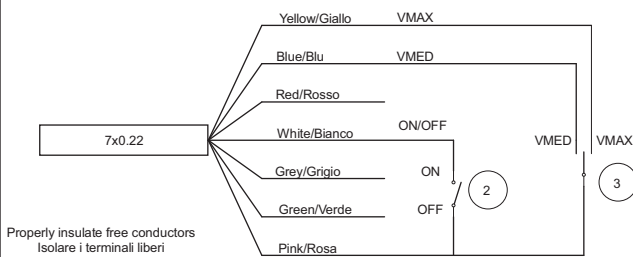 Yellow/Giallo VMAX
Blue/Blu VMED
Red/Rosso
White/Bianco ON/OFF
7x0.22
VMED VMAX
Grey/Grigio ON
2
3
Green/Verde OFF
Properly insulate free conductors
Isolare i terminali liberi
Pink/Rosa